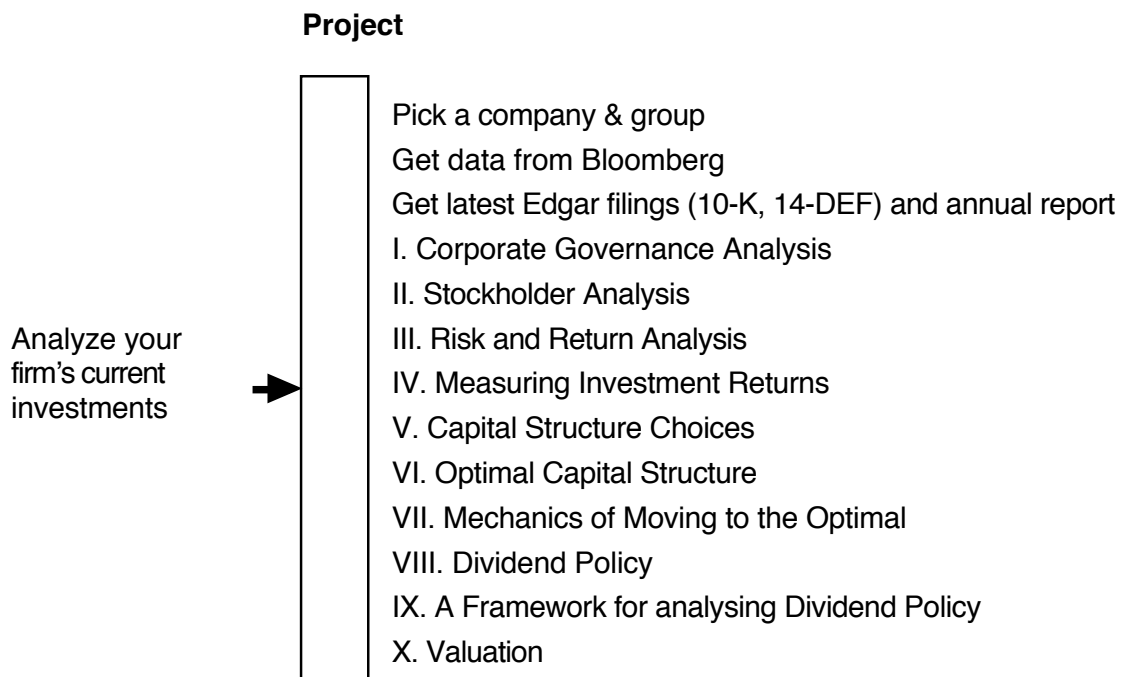 Project
Pick a company & group
Get data from Bloomberg
Get latest Edgar filings (10-K, 14-DEF) and annual report
I. Corporate Governance Analysis
II. Stockholder Analysis
III. Risk and Return Analysis
IV. Measuring Investment Returns
V. Capital Structure Choices
VI. Optimal Capital Structure
VII. Mechanics of Moving to the Optimal
VIII. Dividend Policy
IX. A Framework for analysing Dividend Policy
X. Valuation
Analyze your
firm's current
investments